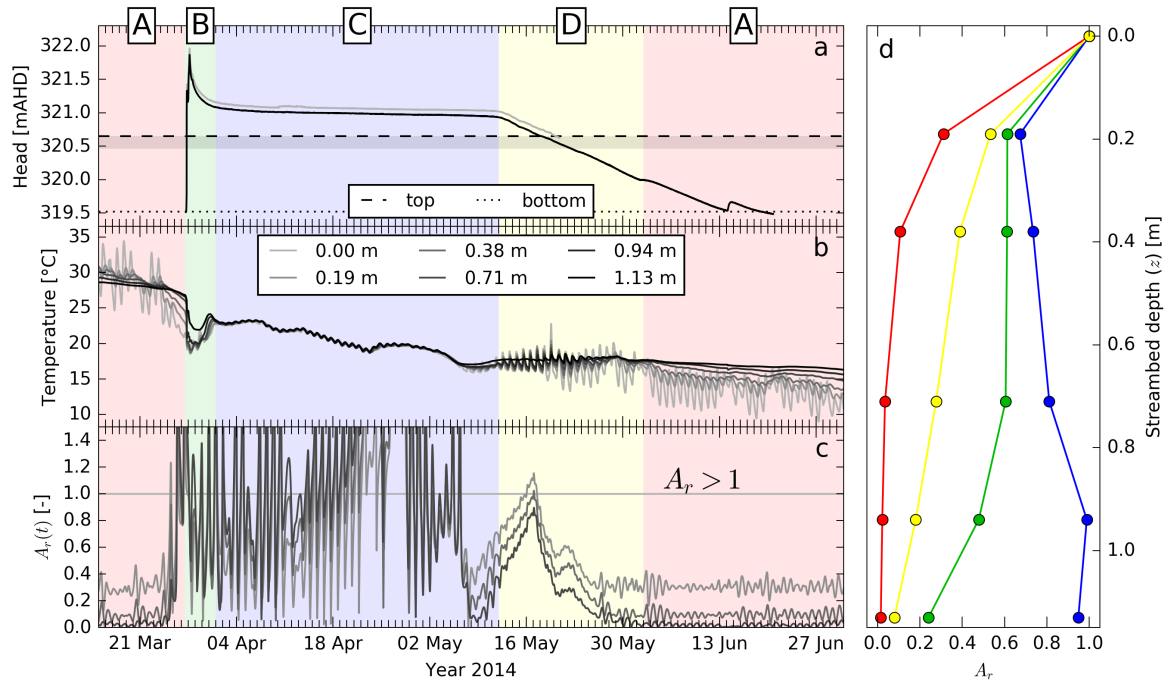 A B C D A
a
322.0
321.5
321.0
320.5
320.0
319.5
Head [mAHD]
top bottom
b
35
30
25
20
15
10
Temperature [°C]
0.00 m 0.38 m 0.94 m
0.19 m 0.71 m 1.13 m
c
1.4
1.2
1.0
0.8
0.6
0.4
0.2
0.0
A_r(t) [-]
A_r > 1
21 Mar 04 Apr 18 Apr 02 May 16 May 30 May 13 Jun 27 Jun
Year 2014
d
0.0
0.2
0.4
0.6
0.8
1.0
Streambed depth (z) [m]
0.0 0.2 0.4 0.6 0.8 1.0
A_r